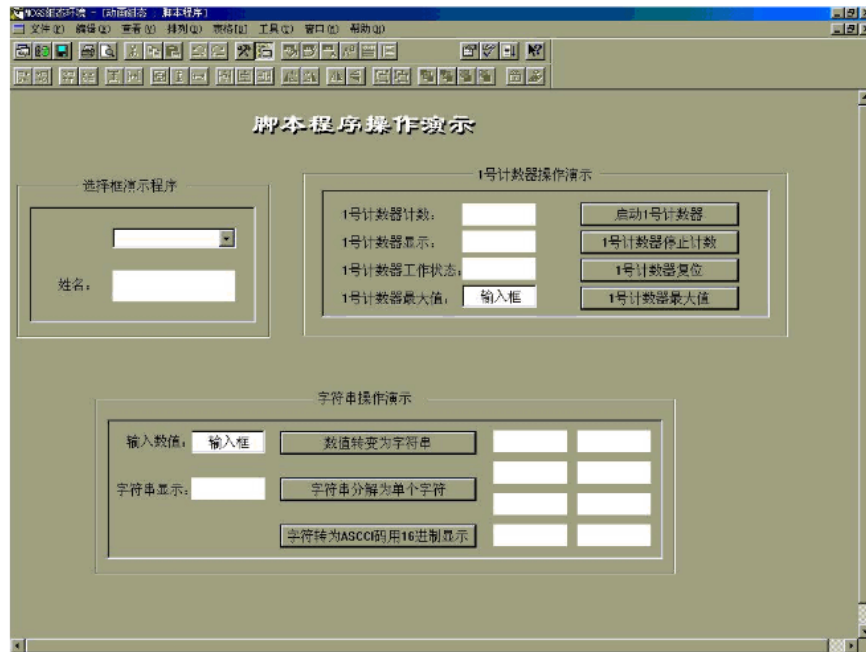 MCGS组态环境 - [动画组态 : 脚本程序]
文件(F) 编辑(E) 查看(V) 排列(Q) 表格[U] 工具(T) 窗口(W) 帮助(H)
脚本程序操作演示
选择框演示程序
姓名:
1号计数器操作演示
1号计数器计数: 启动1号计数器
1号计数器显示: 1号计数器停止计数
1号计数器工作状态: 1号计数器复位
1号计数器最大值: 输入框 1号计数器最大值
字符串操作演示
输入数值: 输入框 数值转变为字符串
字符串显示: 字符串分解为单个字符
字符转为ASCCI码用16进制显示